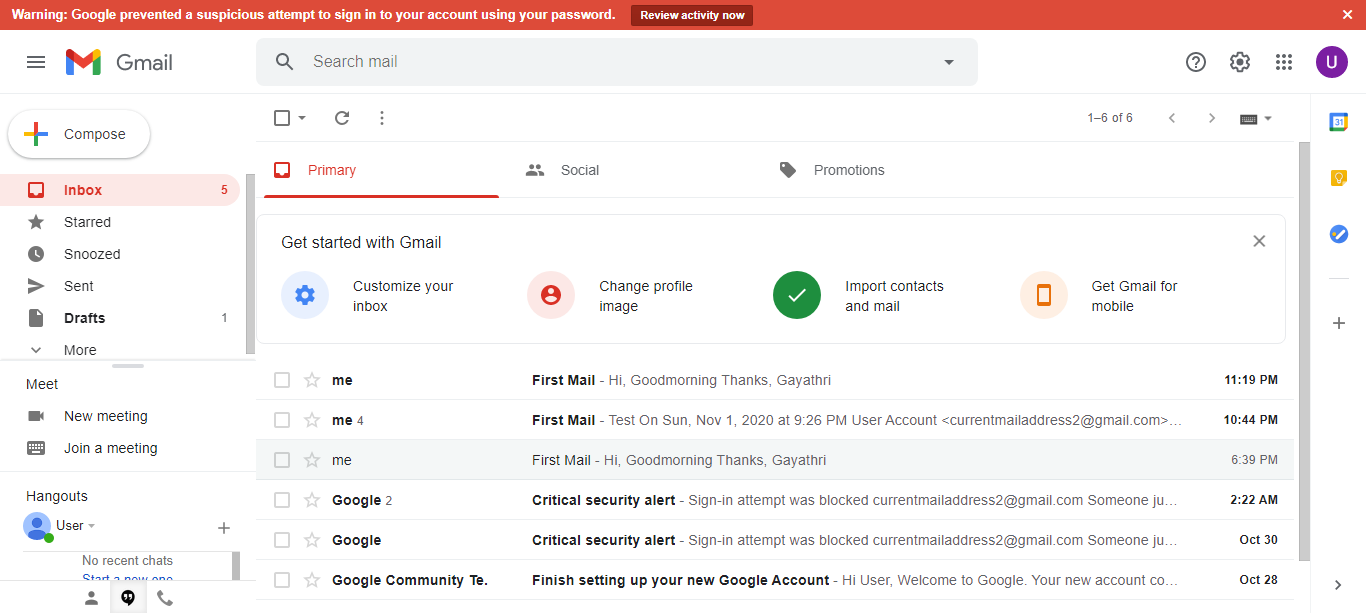 Warning: Google prevented a suspicious attempt to sign in to your account using your password. Review activity now
Gmail Search mail U
Compose 1–6 of 6 31
Primary Social Promotions
Inbox 5
Starred
Snoozed
Sent
Drafts 1
More
Get started with Gmail
Customize your inbox
Change profile image
Import contacts and mail
Get Gmail for mobile
Meet
New meeting
Join a meeting
Hangouts
User
No recent chats
Start a new one
me First Mail - Hi, Goodmorning Thanks, Gayathri 11:19 PM
me 4 First Mail - Test On Sun, Nov 1, 2020 at 9:26 PM User Account <currentmailaddress2@gmail.com>… 10:44 PM
me First Mail - Hi, Goodmorning Thanks, Gayathri 6:39 PM
Google 2 Critical security alert - Sign-in attempt was blocked currentmailaddress2@gmail.com Someone ju… 2:22 AM
Google Critical security alert - Sign-in attempt was blocked currentmailaddress2@gmail.com Someone ju… Oct 30
Google Community Te. Finish setting up your new Google Account - Hi User, Welcome to Google. Your new account co… Oct 28